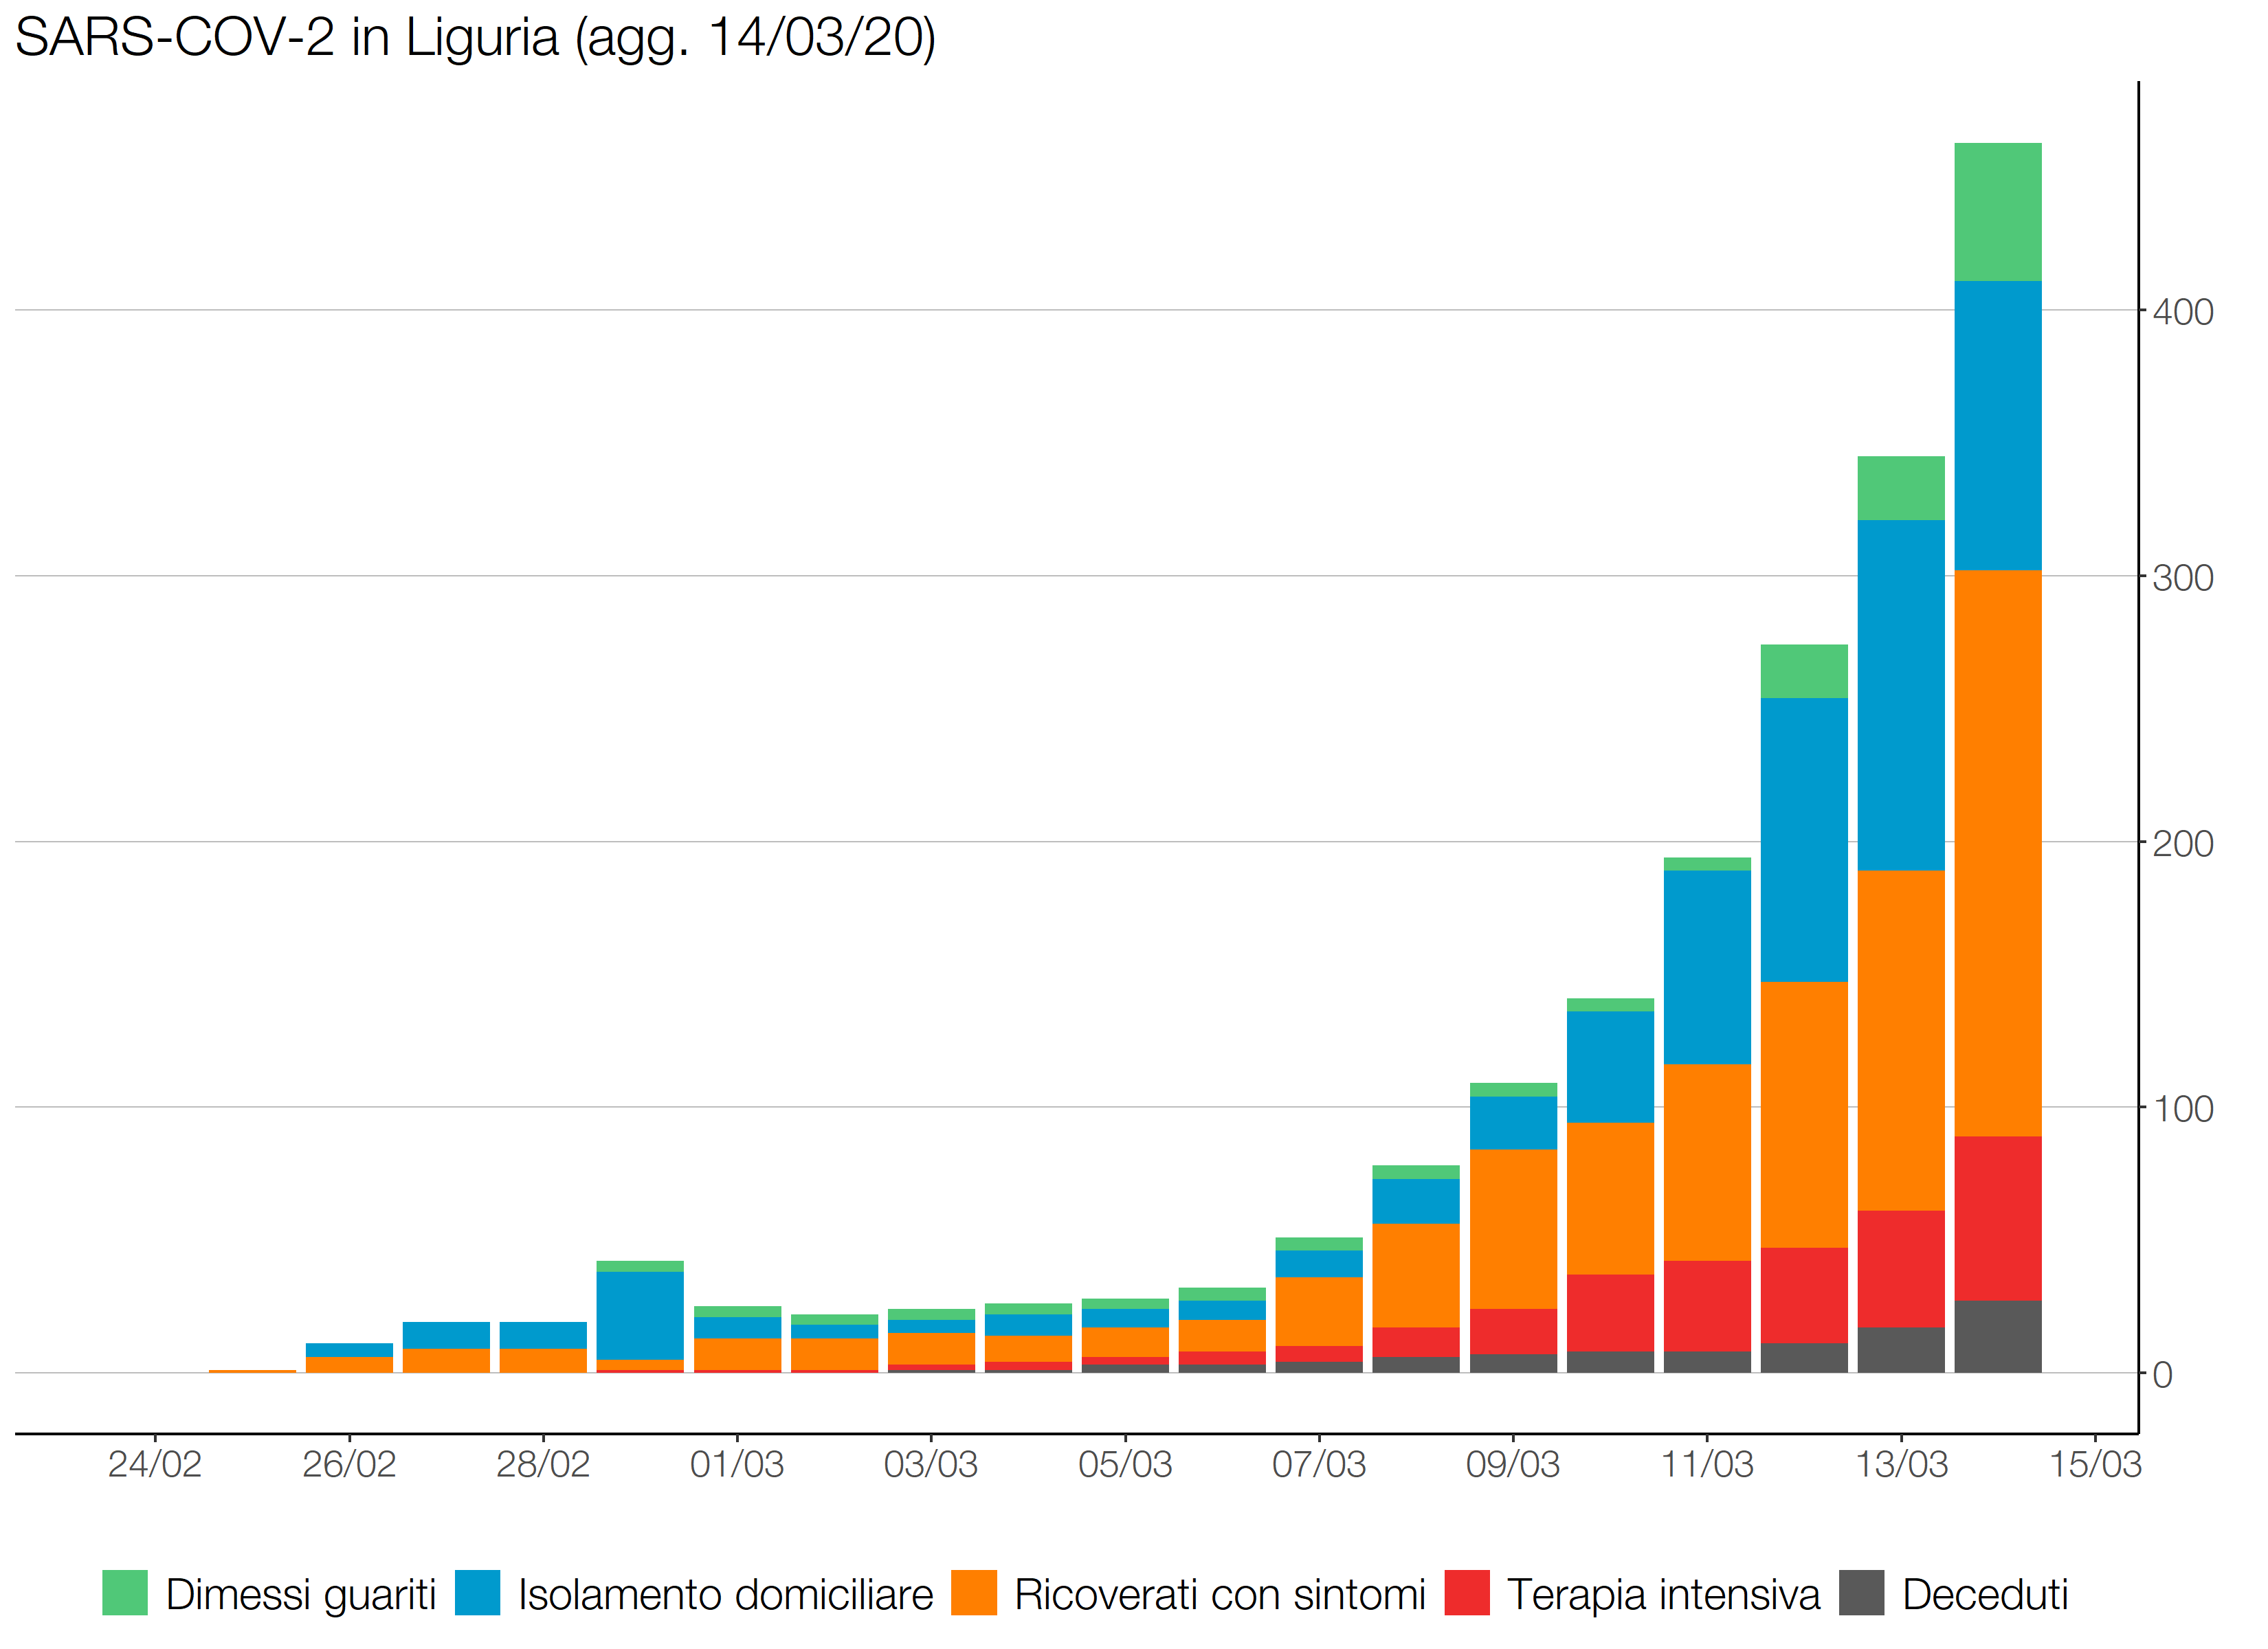 SARS-COV-2 in Liguria (agg. 14/03/20)
400
300
200
100
0
24/02 26/02 28/02 01/03 03/03 05/03 07/03 09/03 11/03 13/03 15/03
Dimessi guariti Isolamento domiciliare Ricoverati con sintomi Terapia intensiva Deceduti